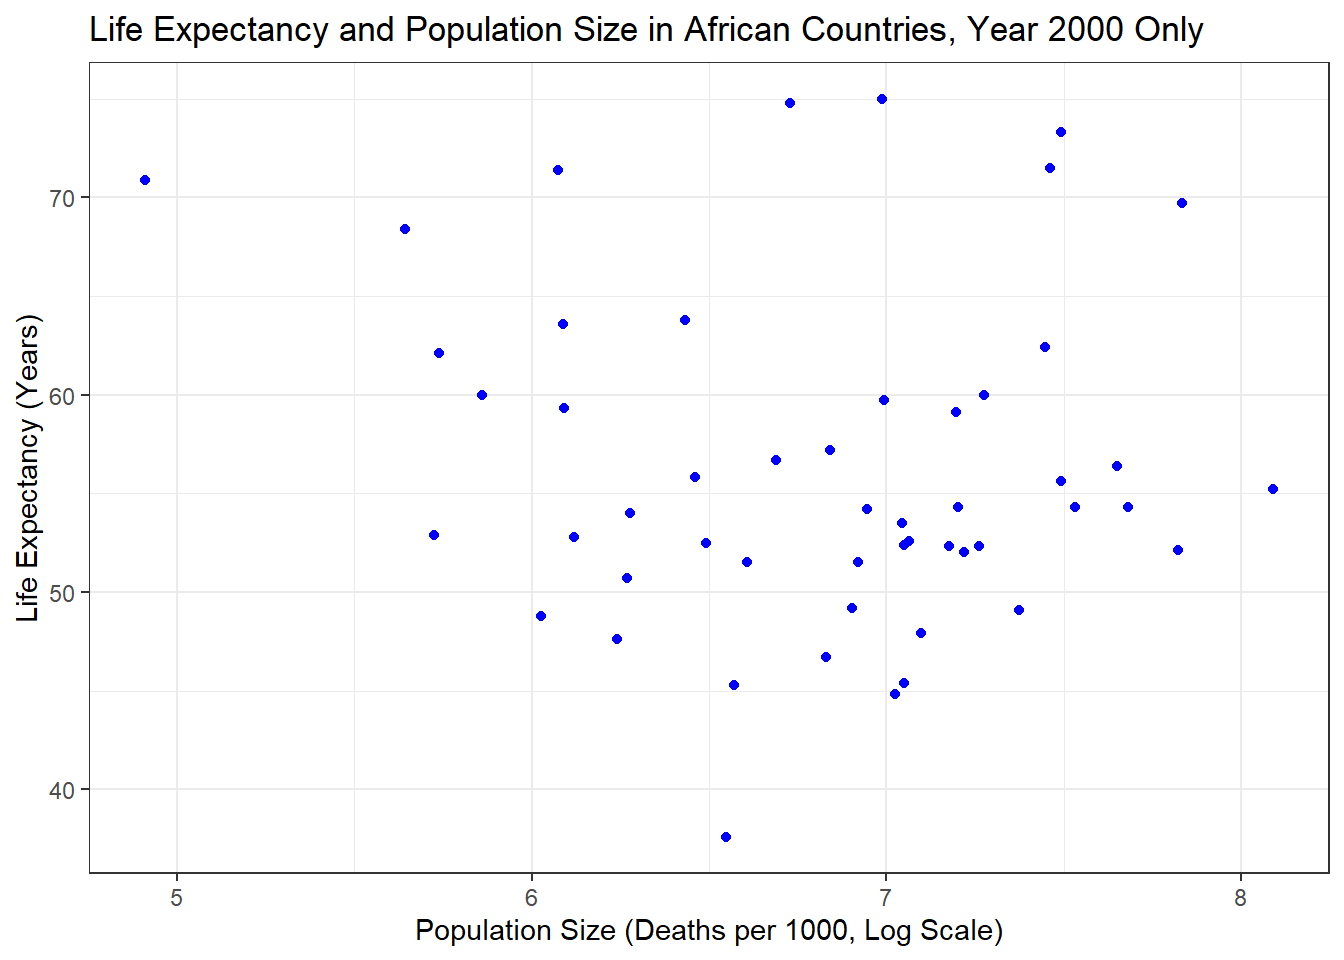 Life Expectancy and Population Size in African Countries, Year 2000 Only
Life Expectancy (Years)
70
60
50
40
5 6 7 8
Population Size (Deaths per 1000, Log Scale)